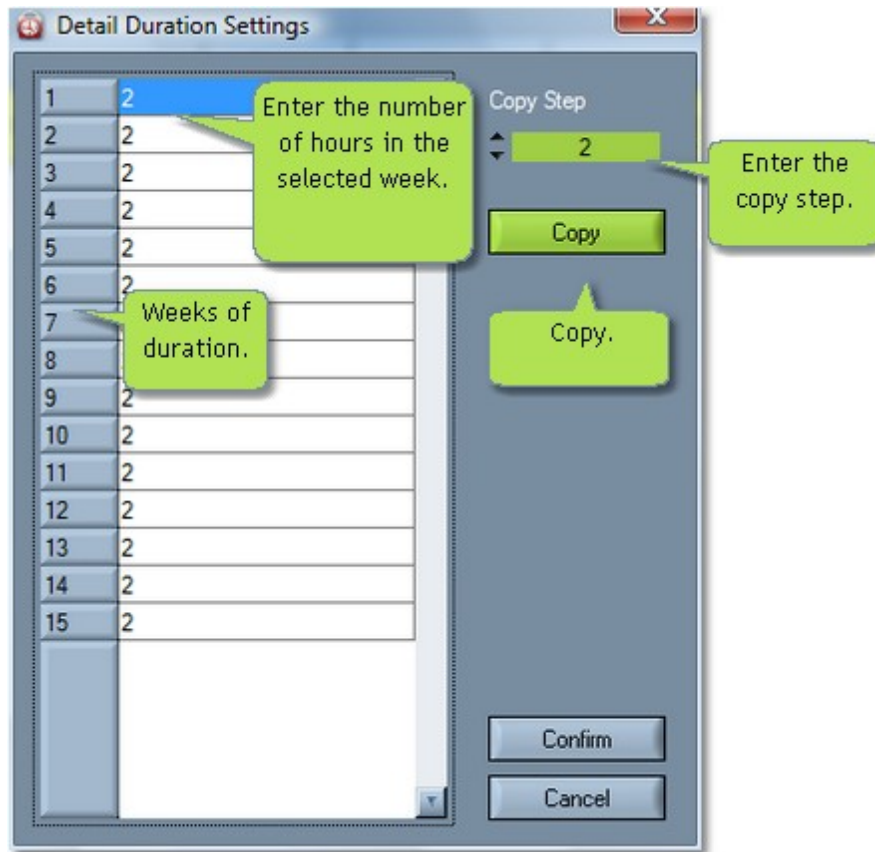 Detail Duration Settings
X
1 2
Enter the number
of hours in the
selected week.
Copy Step
2 2
2
Enter the
copy step.
3 2
4 2
Copy
5 2
6 2
7
Weeks of
duration.
Copy.
8
9 2
10 2
11 2
12 2
13 2
14 2
15 2
Confirm
Cancel